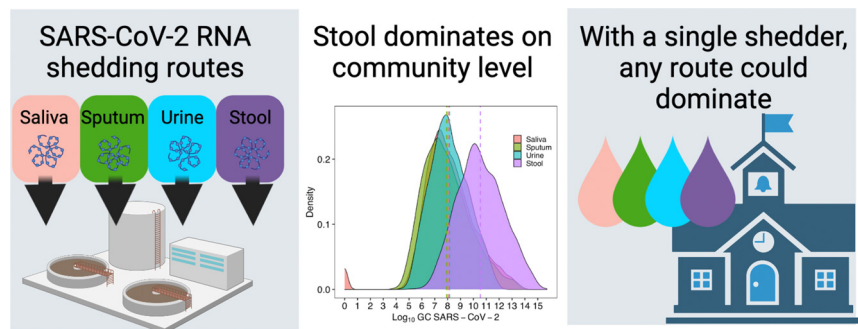 SARS-CoV-2 RNA
shedding routes
Saliva
Sputum
Urine
Stool
Stool dominates on
community level
Density
0.2
0.1
0.0
Saliva
Sputum
Urine
Stool
0 1 2 3 4 5 6 7 8 9 10 11 12 13 14 15
Log10 GC SARS − CoV − 2
With a single shedder,
any route could
dominate